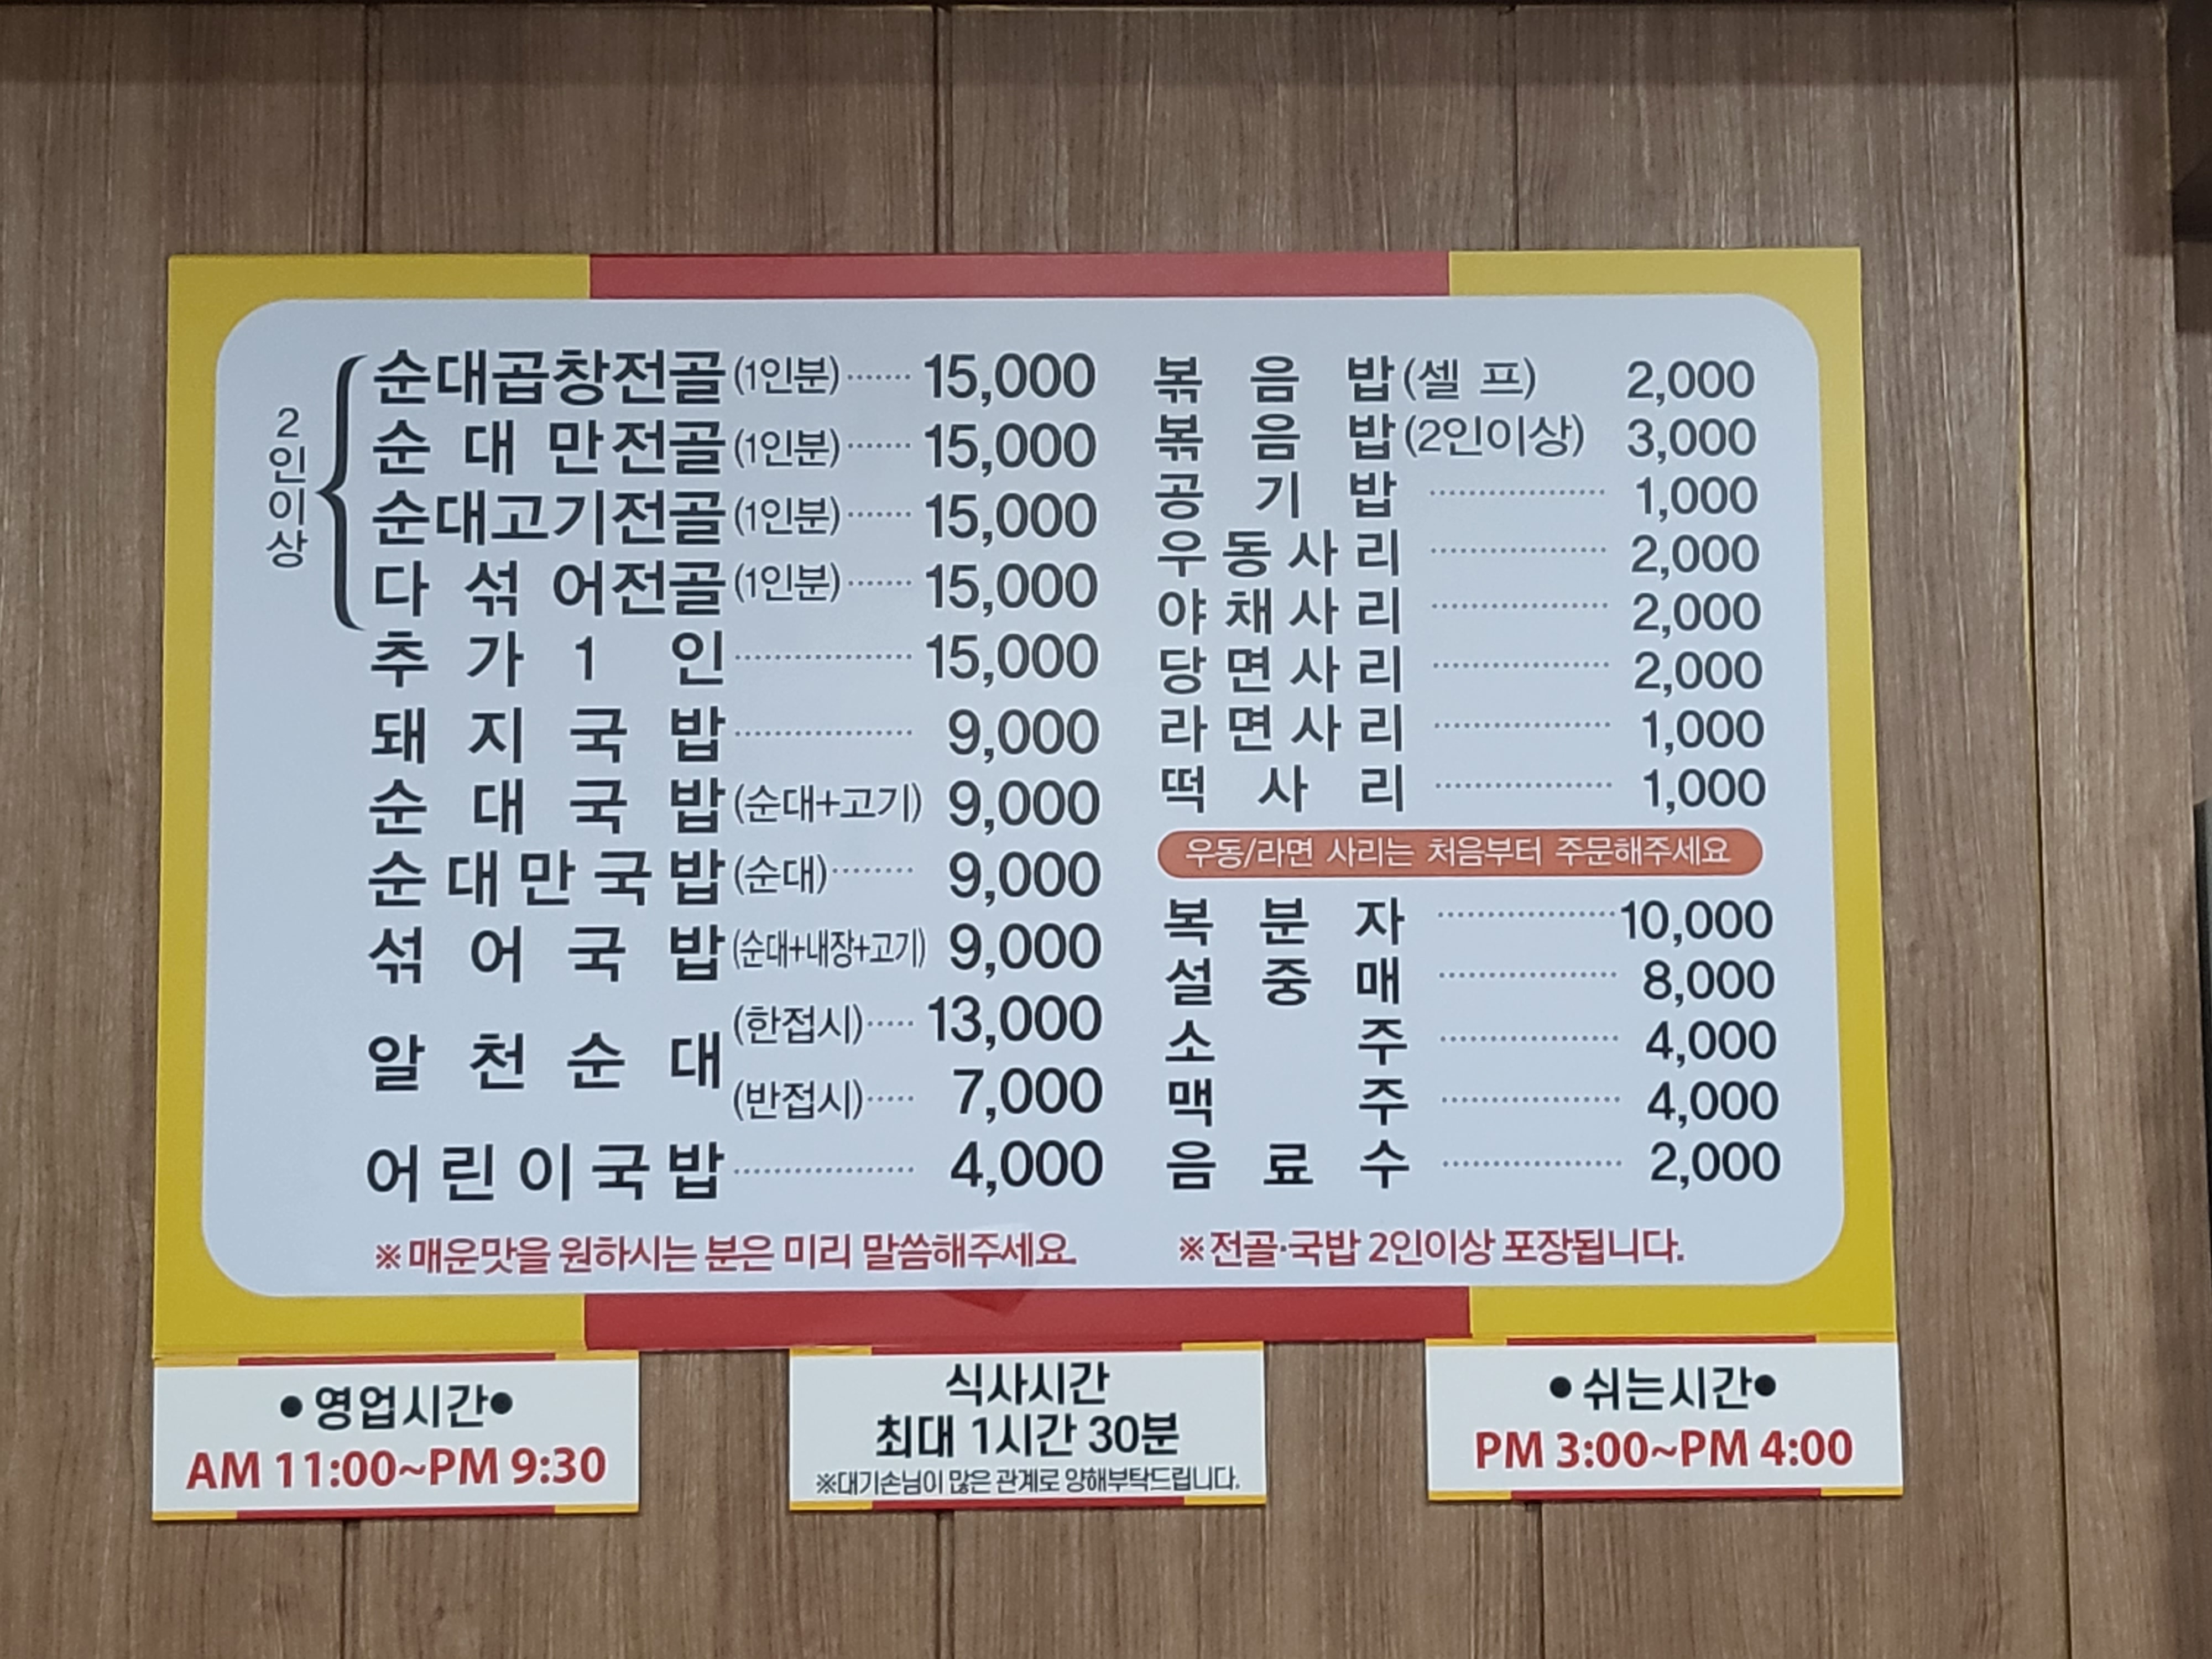 2인이상
순대곱창전골(1인분)······· 15,000
순대만전골(1인분)······· 15,000
순대고기전골(1인분)······· 15,000
다섞어전골(1인분)······· 15,000
추가1인·················· 15,000
돼지국밥·················· 9,000
순대국밥(순대+고기) 9,000
순대만국밥(순대)········ 9,000
섞어국밥(순대+내장+고기) 9,000
알천순대
(한접시)····· 13,000
(반접시)····· 7,000
어린이국밥·················· 4,000
※매운맛을 원하시는 분은 미리 말씀해주세요.
볶음밥(셀프) 2,000
볶음밥(2인이상) 3,000
공기밥 ·················· 1,000
우동사리 ·················· 2,000
야채사리 ·················· 2,000
당면사리 ·················· 2,000
라면사리 ·················· 1,000
떡사리 ·················· 1,000
우동/라면 사리는 처음부터 주문해주세요
복분자 ··················10,000
설중매 ·················· 8,000
소주 ·················· 4,000
맥주 ·················· 4,000
음료수 ·················· 2,000
※전골·국밥 2인이상 포장됩니다.
●영업시간●
AM 11:00~PM 9:30
식사시간
최대 1시간 30분
※대기손님이 많은 관계로 양해부탁드립니다.
●쉬는시간●
PM 3:00~PM 4:00